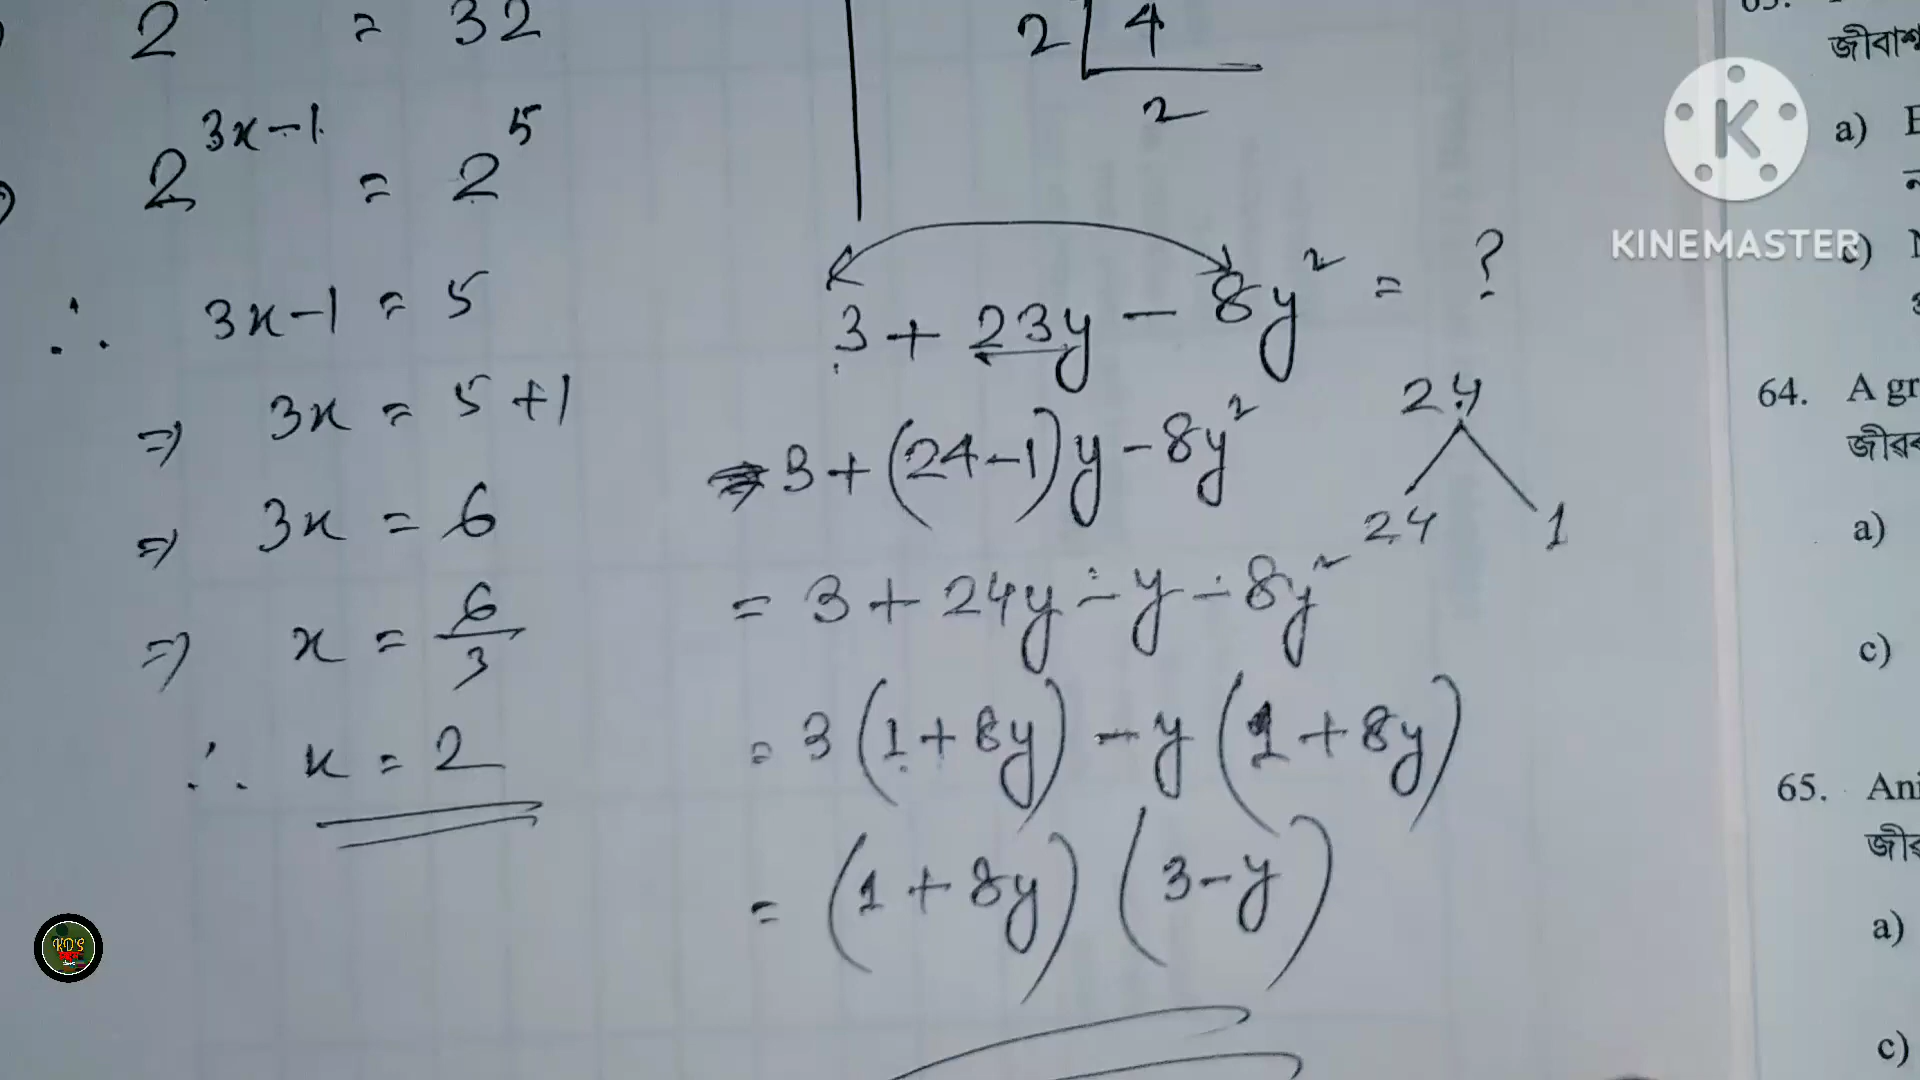 2 = 32
2^{3x-1} = 2^5
∴ 3x-1 = 5
⇒ 3x = 5+1
⇒ 3x = 6
⇒ x = 6/3
∴ x = 2
2 | 4
2
3 + 23y - 8y² = ?
3 + (24-1)y - 8y²
= 3 + 24y - y - 8y²
= 3(1+8y) - y(1+8y)
= (1+8y)(3-y)
24
24 1
KINEMASTER
KD'S
a)
c)
64. A gr
a)
c)
65. Ani
a)
c)